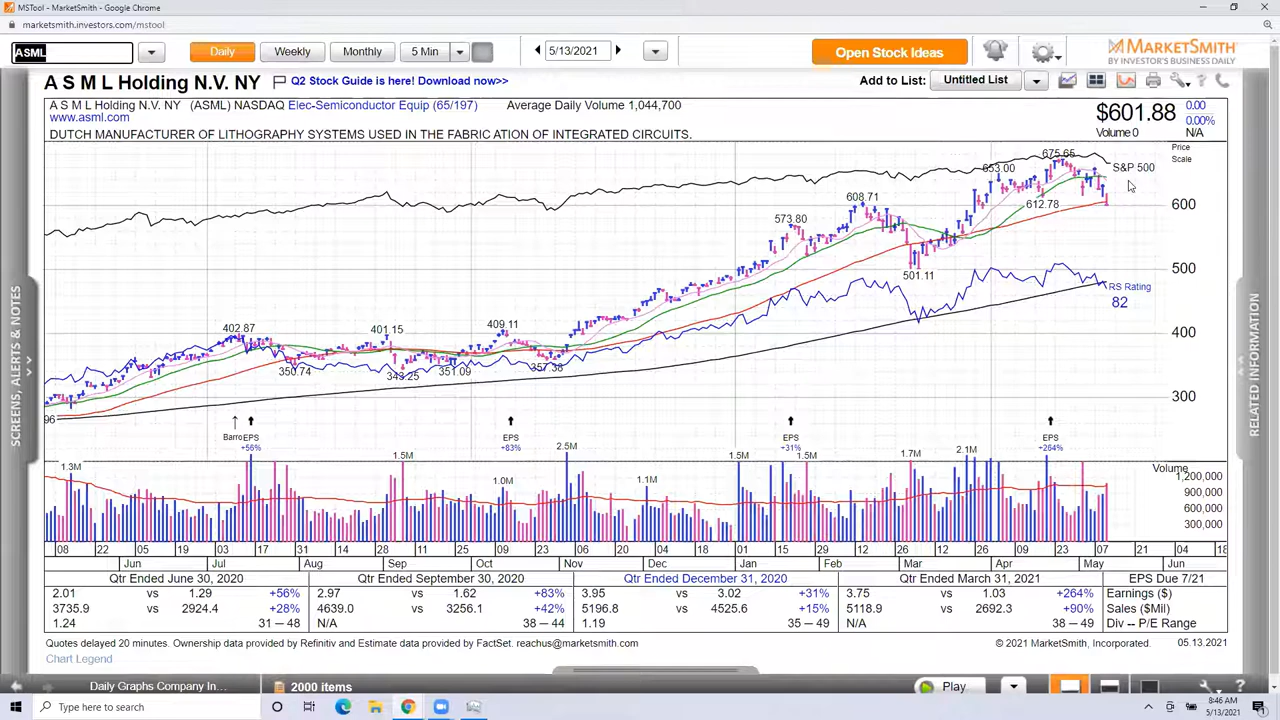 MSTool - MarketSmith - Google Chrome
marketsmith.investors.com/mstool
ASML Daily Weekly Monthly 5 Min 5/13/2021 Open Stock Ideas MARKETSMITH
BY INVESTOR'S BUSINESS DAILY
A S M L Holding N.V. NY Q2 Stock Guide is here! Download now>> Add to List: Untitled List
A S M L Holding N.V. NY (ASML) NASDAQ Elec-Semiconductor Equip (65/197) Average Daily Volume 1,044,700 $601.88 0.00
www.asml.com 0.00%
DUTCH MANUFACTURER OF LITHOGRAPHY SYSTEMS USED IN THE FABRIC ATION OF INTEGRATED CIRCUITS. Volume 0 N/A
Price
Scale
675.65
653.00 S&P 500
608.71 612.78 600
573.80
501.11 500
RS Rating
82
402.87 401.15 409.11 400
350.74 343.25 351.09 357.38
300
96
Barro EPS EPS EPS EPS
+56% +83% +31% +264%
1.3M 1.5M 1.0M 2.5M 1.1M 1.5M 1.5M 1.7M 2.1M Volume
1,200,000
900,000
600,000
300,000
08 22 05 19 03 17 31 14 28 11 25 09 23 06 20 04 18 01 15 29 12 26 12 26 09 23 07 21 04 18
Jun Jul Aug Sep Oct Nov Dec Jan Feb Mar Apr May Jun
Qtr Ended June 30, 2020 Qtr Ended September 30, 2020 Qtr Ended December 31, 2020 Qtr Ended March 31, 2021 EPS Due 7/21
2.01 vs 1.29 +56% 2.97 vs 1.62 +83% 3.95 vs 3.02 +31% 3.75 vs 1.03 +264% Earnings ($)
3735.9 vs 2924.4 +28% 4639.0 vs 3256.1 +42% 5196.8 vs 4525.6 +15% 5118.9 vs 2692.3 +90% Sales ($Mil)
1.24 31 — 48 N/A 38 — 44 1.19 35 — 49 N/A 38 — 49 Div -- P/E Range
Quotes delayed 20 minutes. Ownership data provided by Refinitiv and Estimate data provided by FactSet. reachus@marketsmith.com © 2021 MarketSmith, Incorporated. 05.13.2021
Chart Legend
SCREENS, ALERTS & NOTES
RELATED INFORMATION
Daily Graphs Company In... 2000 items Play
Type here to search 8:46 AM
5/13/2021